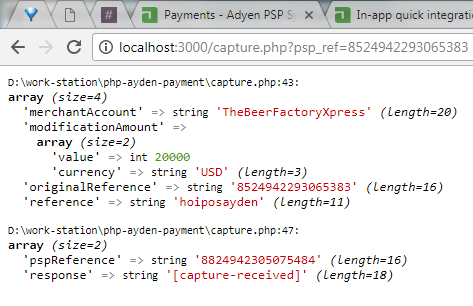 Payments - Adyen PSP Sy
In-app quick integratio
localhost:3000/capture.php?psp_ref=8524942293065383
D:\work-station\php-ayden-payment\capture.php:43:
array (size=4)
'merchantAccount' => string 'TheBeerFactoryXpress' (length=20)
'modificationAmount' =>
array (size=2)
'value' => int 20000
'currency' => string 'USD' (length=3)
'originalReference' => string '8524942293065383' (length=16)
'reference' => string 'hoiposayden' (length=11)
D:\work-station\php-ayden-payment\capture.php:47:
array (size=2)
'pspReference' => string '8824942305075484' (length=16)
'response' => string '[capture-received]' (length=18)